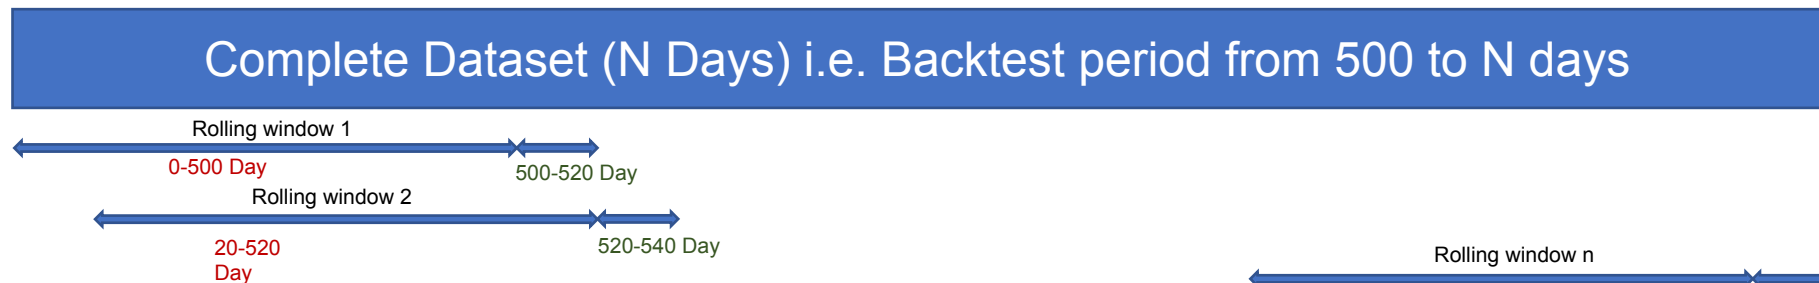 Complete Dataset (N Days) i.e. Backtest period from 500 to N days
Rolling window 1
0-500 Day
500-520 Day
Rolling window 2
20-520
Day
520-540 Day
Rolling window n